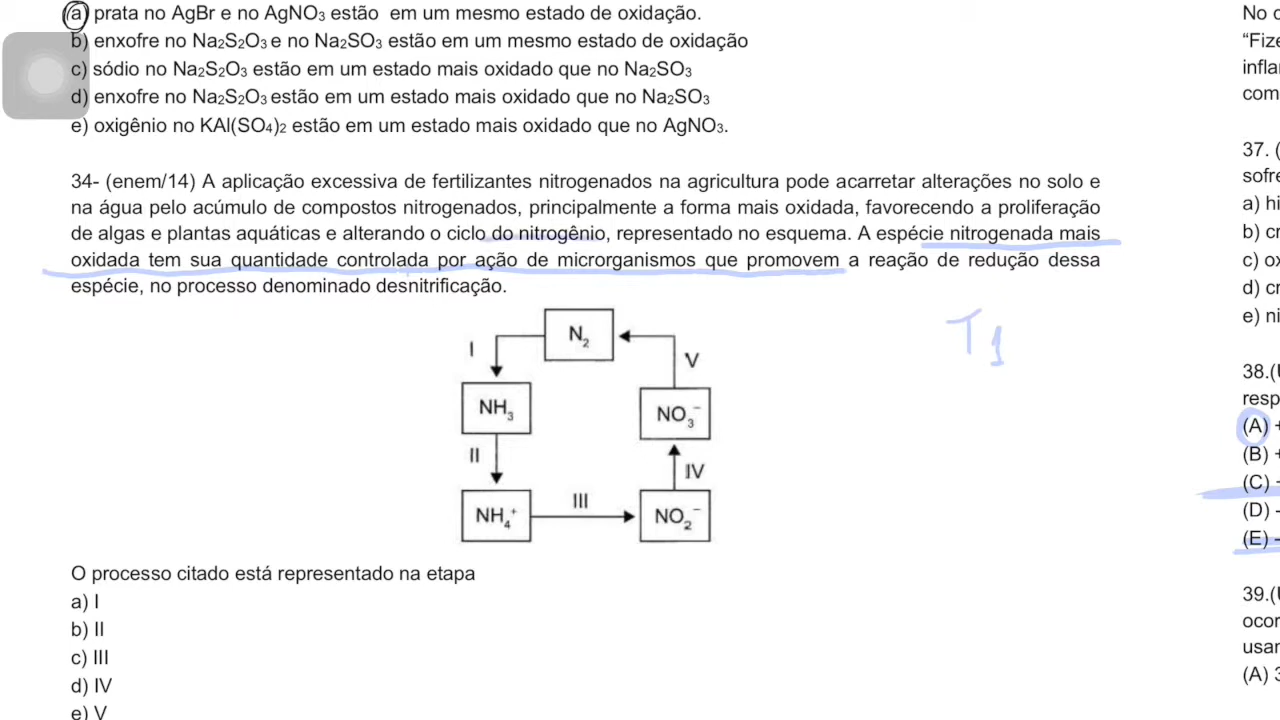 a) prata no AgBr e no AgNO3 estão em um mesmo estado de oxidação.
b) enxofre no Na2S2O3 e no Na2SO3 estão em um mesmo estado de oxidação
c) sódio no Na2S2O3 estão em um estado mais oxidado que no Na2SO3
d) enxofre no Na2S2O3 estão em um estado mais oxidado que no Na2SO3
e) oxigênio no KAl(SO4)2 estão em um estado mais oxidado que no AgNO3.
34- (enem/14) A aplicação excessiva de fertilizantes nitrogenados na agricultura pode acarretar alterações no solo e
na água pelo acúmulo de compostos nitrogenados, principalmente a forma mais oxidada, favorecendo a proliferação
de algas e plantas aquáticas e alterando o ciclo do nitrogênio, representado no esquema. A espécie nitrogenada mais
oxidada tem sua quantidade controlada por ação de microrganismos que promovem a reação de redução dessa
espécie, no processo denominado desnitrificação.
N2
I
V
NH3
NO3⁻
II
IV
NH4⁺
III
NO2⁻
T1
O processo citado está representado na etapa
a) I
b) II
c) III
d) IV
e) V
No
“Fize
infla
com
37. (
sofre
a) hi
b) cr
c) ox
d) cr
e) ni
38.(
resp
(A) +
(B) +
(C) -
(D) -
(E) -
39.(
ocor
usar
(A) 3